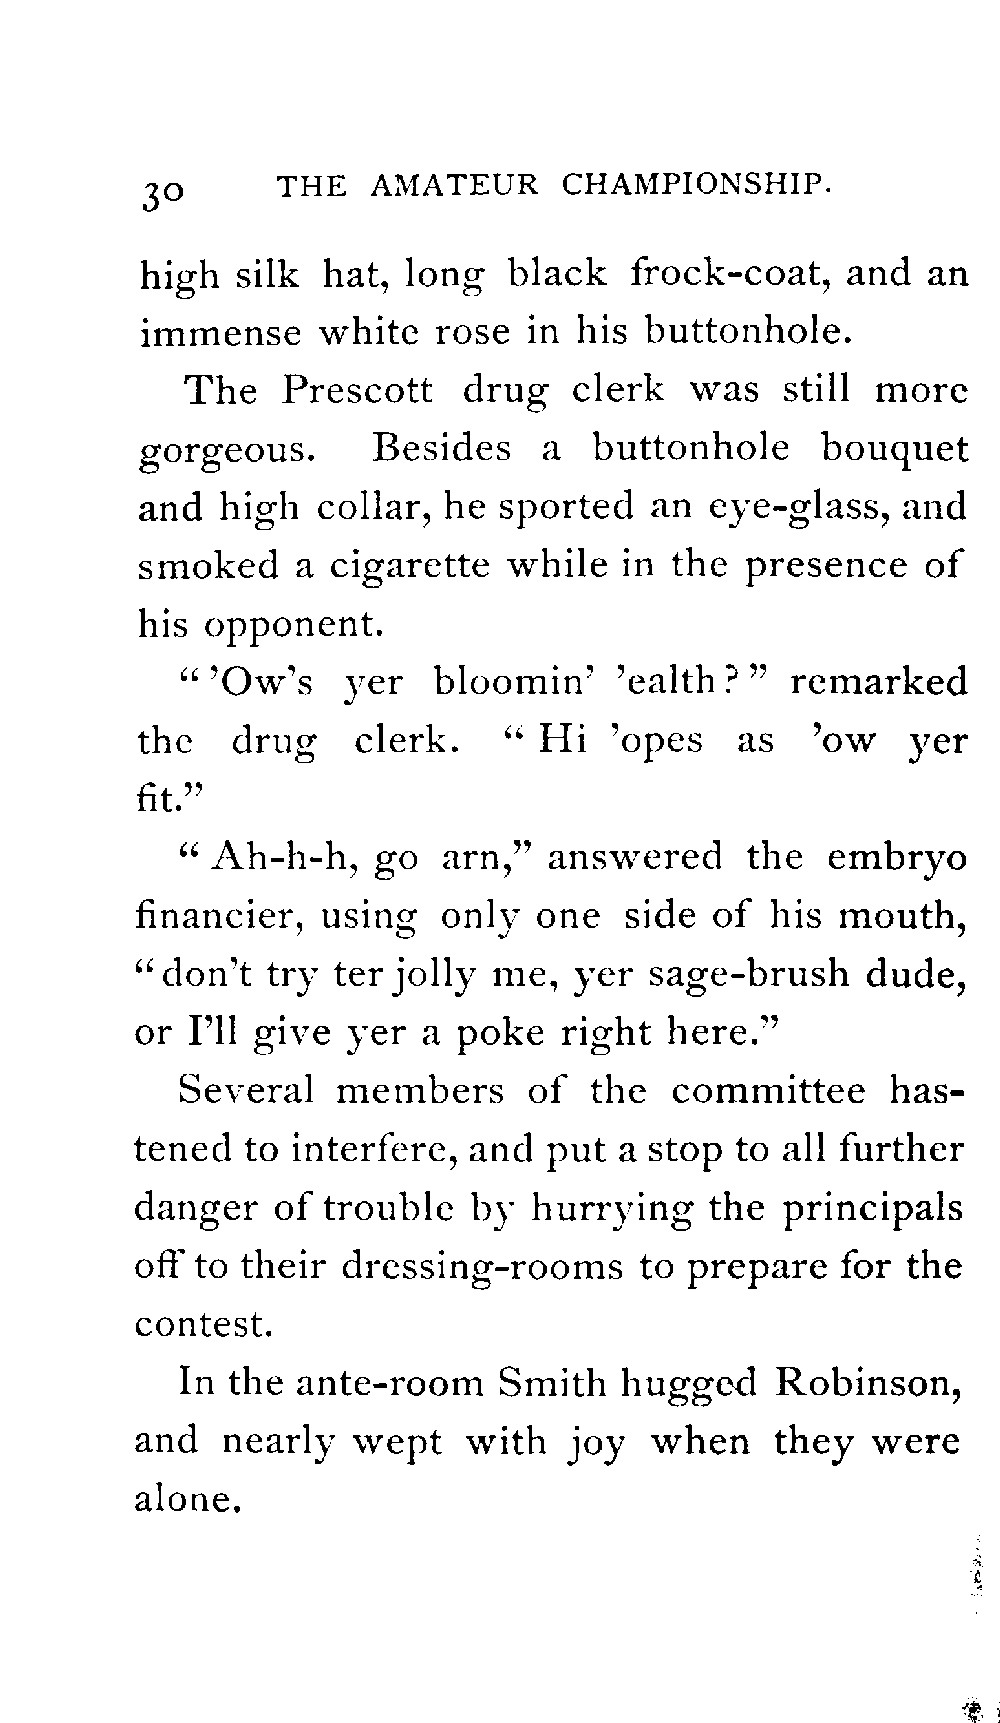 30 THE AMATEUR CHAMPIONSHIP.
high silk hat, long black frock-coat, and an
immense white rose in his buttonhole.
The Prescott drug clerk was still more
gorgeous. Besides a buttonhole bouquet
and high collar, he sported an eye-glass, and
smoked a cigarette while in the presence of
his opponent.
“ ’Ow’s yer bloomin’ ’ealth ? ” remarked
the drug clerk. “ Hi ’opes as ’ow yer
fit.”
“ Ah-h-h, go arn,” answered the embryo
financier, using only one side of his mouth,
“don’t try ter jolly me, yer sage-brush dude,
or I’ll give yer a poke right here.”
Several members of the committee has-
tened to interfere, and put a stop to all further
danger of trouble by hurrying the principals
off to their dressing-rooms to prepare for the
contest.
In the ante-room Smith hugged Robinson,
and nearly wept with joy when they were
alone.